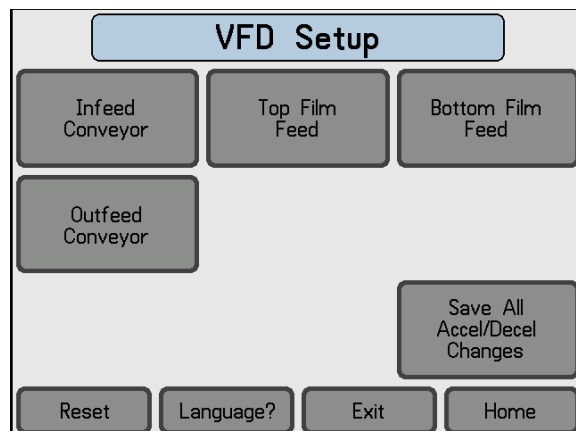 VFD Setup
Infeed
Conveyor
Top Film
Feed
Bottom Film
Feed
Outfeed
Conveyor
Save All
Accel/Decel
Changes
Reset
Language?
Exit
Home